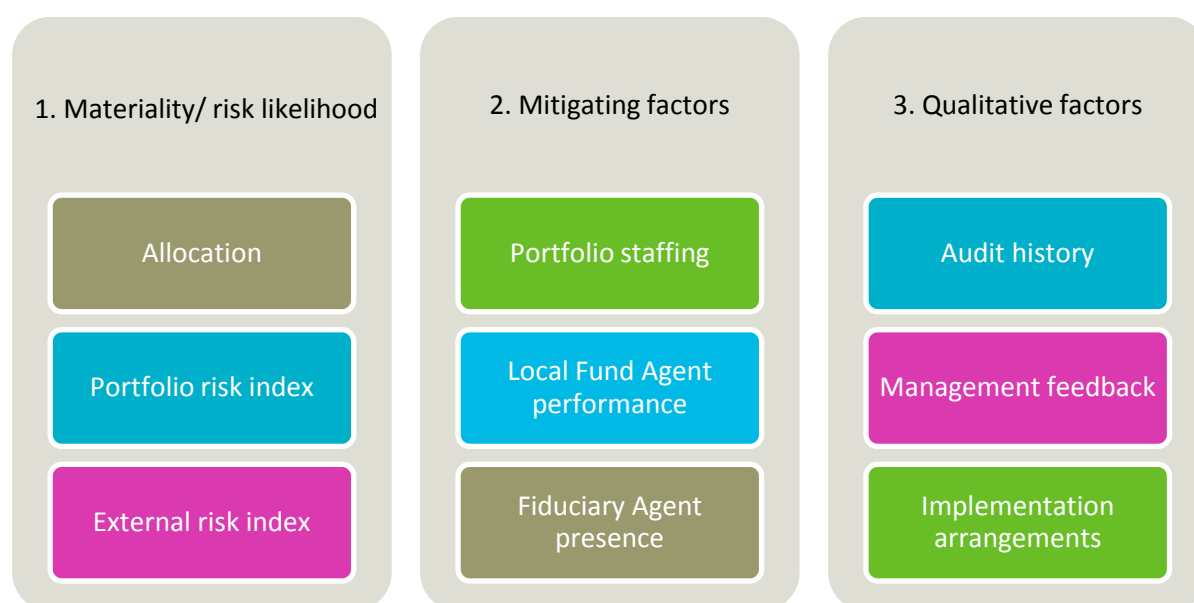 1. Materiality/ risk likelihood
Allocation
Portfolio risk index
External risk index
2. Mitigating factors
Portfolio staffing
Local Fund Agent
performance
Fiduciary Agent
presence
3. Qualitative factors
Audit history
Management feedback
Implementation
arrangements